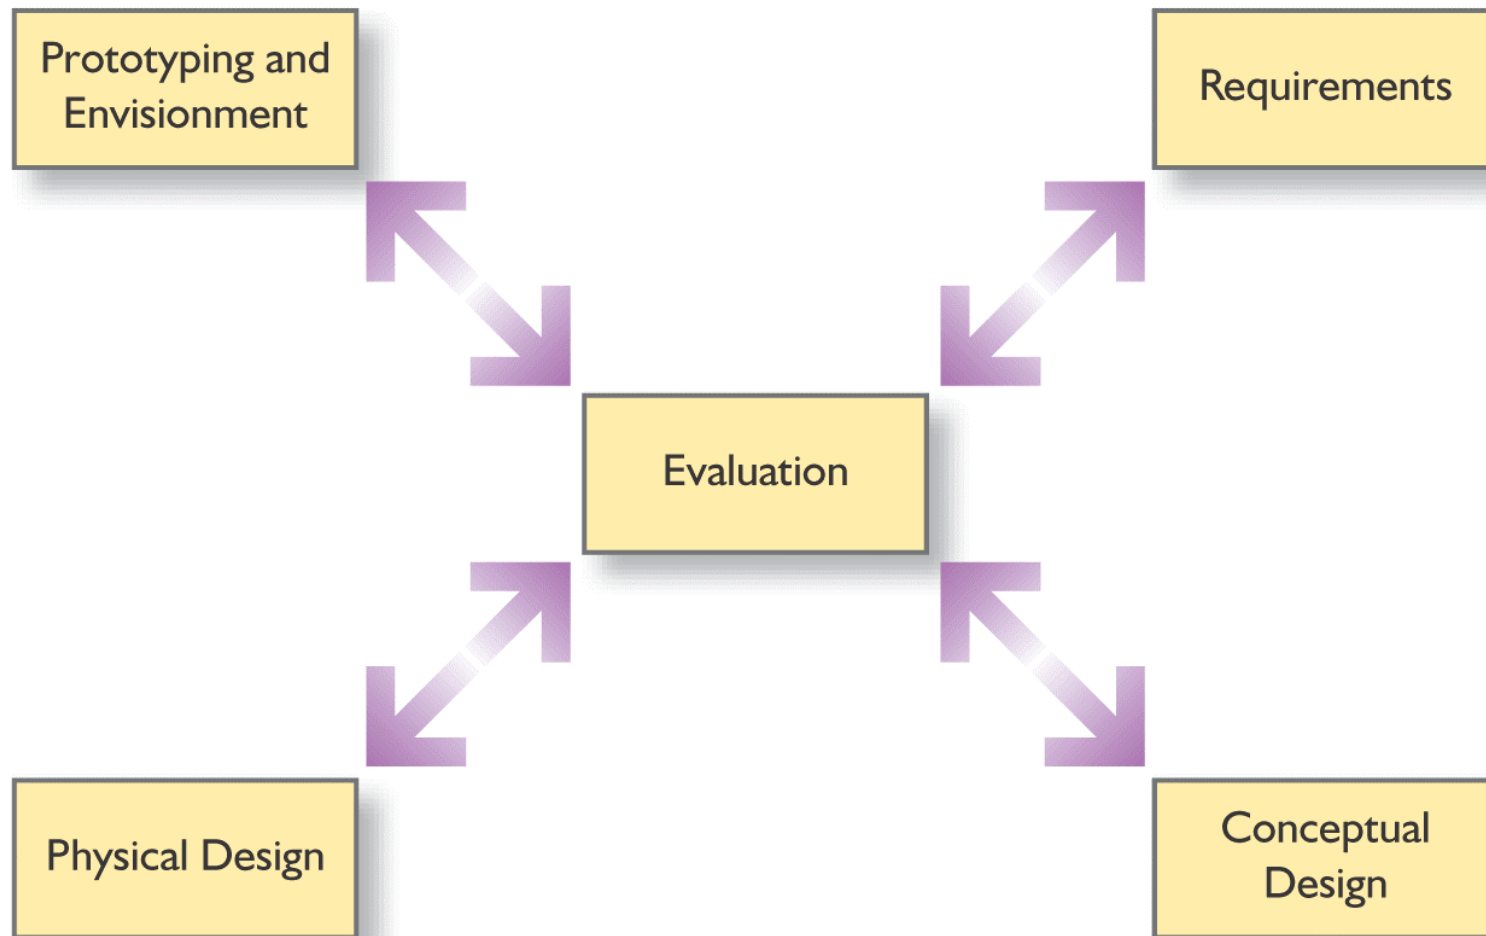 Prototyping and
Envisionment
Requirements
Evaluation
Physical Design
Conceptual
Design